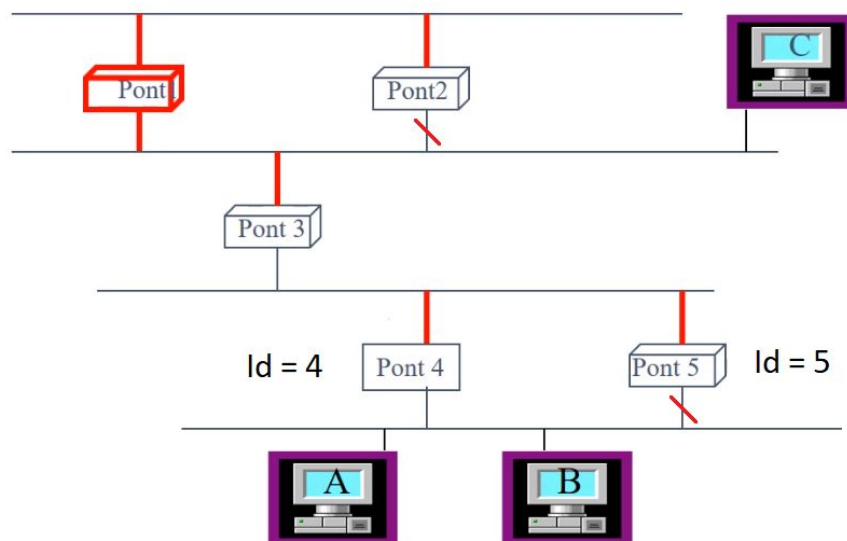 C
Pont1
Pont2
Pont 3
Id = 4
Pont 4
Pont 5
Id = 5
A
B